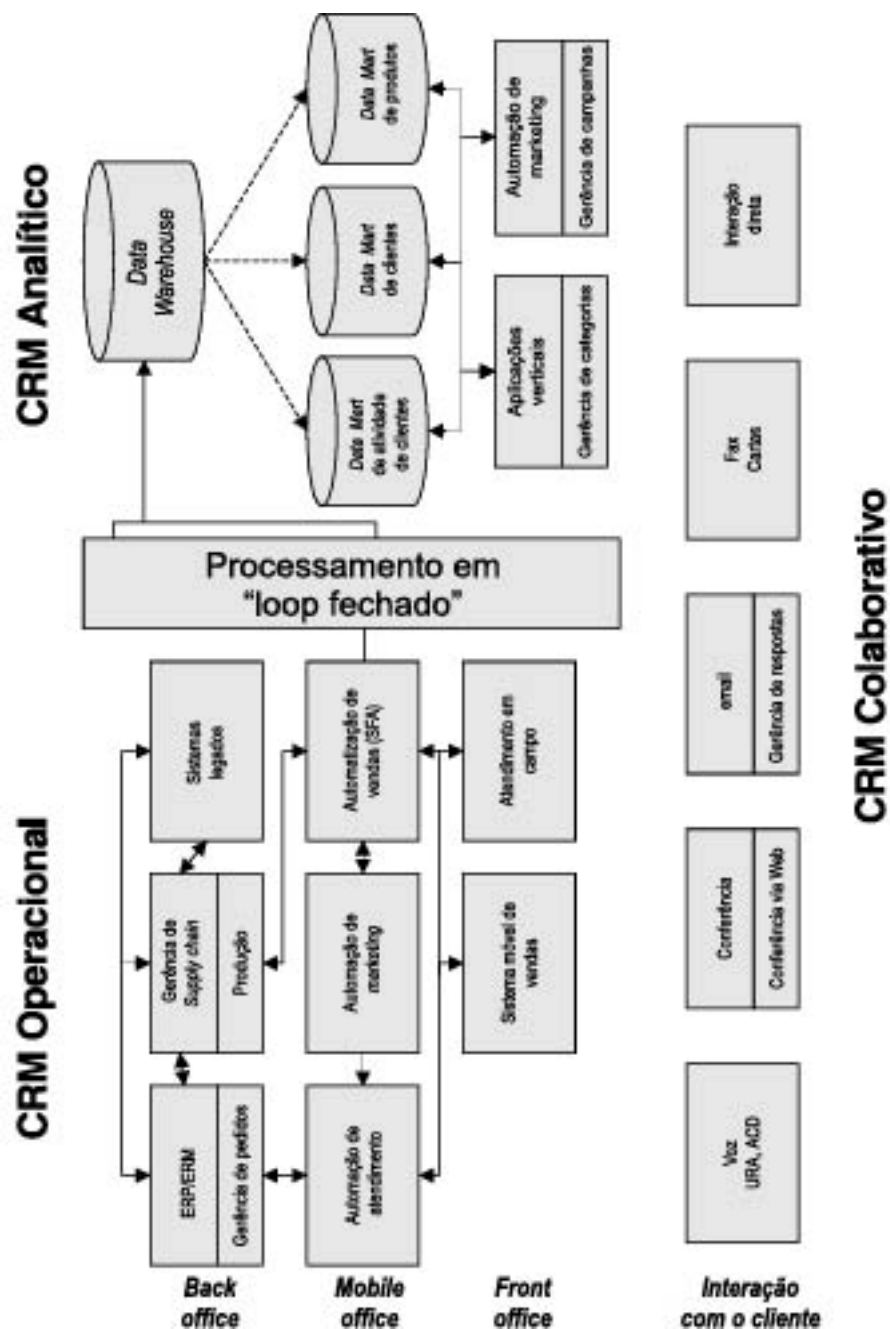 CRM Operacional
CRM Analítico
Back
office
ERP/ERM
Gerência de pedidos
Gerência de
Supply chain
Produção
Sistemas
legados
Data
Warehouse
Mobile
office
Automação de
atendimento
Automação de
marketing
Automatização de
vendas (SFA)
Processamento em
“loop fechado”
Data Mart
de atividade
de clientes
Data Mart
de clientes
Data Mart
de produtos
Front
office
Sistema móvel de
vendas
Atendimento em
campo
Aplicações
verticais
Gerência de categorias
Automação de
marketing
Gerência de campanhas
Interação
com o cliente
Voz
URA, ACD
Conferência
Conferência via Web
email
Gerência de respostas
Fax
Cartas
Interação
direta
CRM Colaborativo